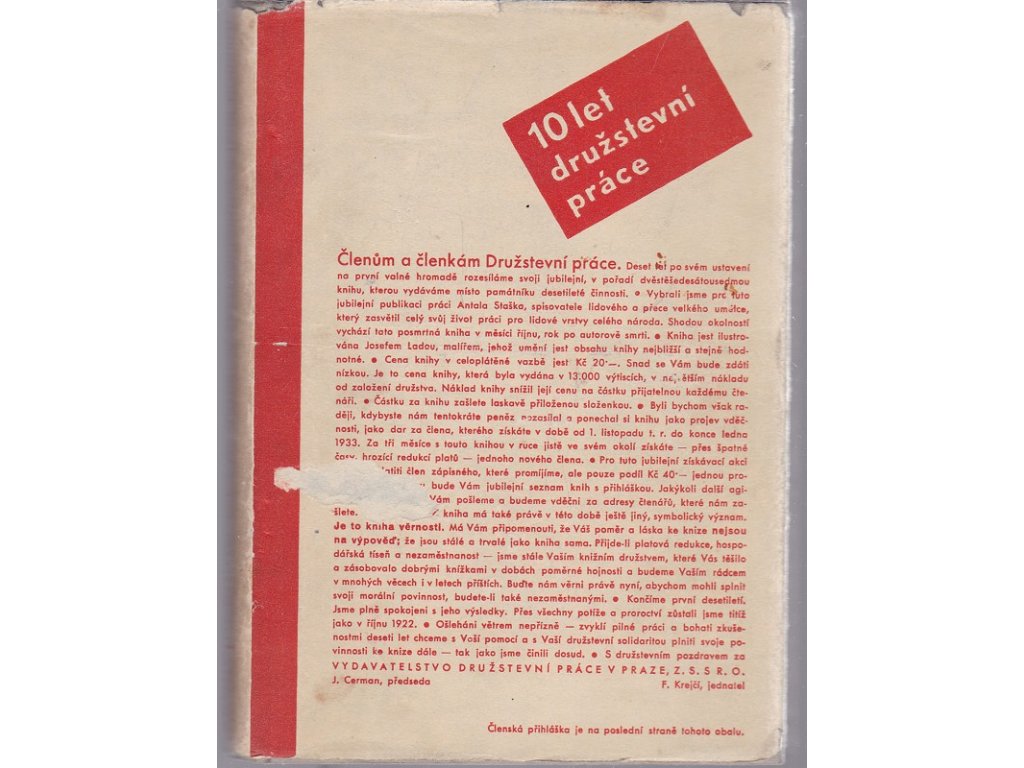 10 let
družstevní
práce
Členům a členkám Družstevní práce. Deset let po svém ustavení
na první valné hromadě rozesíláme svoji jubilejní, v pořadí dvěstěšedesátousedmou
knihu, kterou vydáváme místo památníku desetileté činnosti. ● Vybrali jsme pro tuto
jubilejní publikaci práci Antala Staška, spisovatele lidového a přece velkého umělce,
který zasvětil celý svůj život práci pro lidové vrstvy celého národa. Shodou okolností
vychází tato posmrtná kniha v měsíci říjnu, rok po autorově smrti. ● Kniha jest ilustro-
vána Josefem Ladou, malířem, jehož umění jest obsahu knihy nejbližší a stejně hod-
notné. ● Cena knihy v celoplátěné vazbě jest Kč 20·—. Snad se Vám bude zdáti
nízkou. Je to cena knihy, která byla vydána v 13.000 výtiscích, v největším nákladu
od založení družstva. Náklad knihy snížil její cenu na částku přijatelnou každému čte-
náři. ● Částku za knihu zašlete laskavě přiloženou složenkou. ● Byli bychom však ra-
ději, kdybyste nám tentokráte peněz nezasílal a ponechal si knihu jako projev vděč-
nosti, jako dar za člena, kterého získáte v době od 1. listopadu t. r. do konce ledna
1933. Za tři měsíce s touto knihou v ruce jistě ve svém okolí získáte — přes špatné
časy, hrozící redukcí platů — jednoho nového člena. ● Pro tuto jubilejní získávací akci
platiti člen zápisného, které promíjíme, ale pouze podíl Kč 40·— jednou pro-
bude Vám jubilejní seznam knih s přihláškou. Jakýkoli další agi-
Vám pošleme a budeme vděčni za adresy čtenářů, které nám za-
šlete. kniha má také právě v této době ještě jiný, symbolický význam.
Je to kniha věrnosti. Má Vám připomenouti, že Váš poměr a láska ke knize nejsou
na výpověď; že jsou stálé a trvalé jako kniha sama. Přijde-li platová redukce, hospo-
dářská tíseň a nezaměstnanost — jsme stále Vaším knižním družstvem, které Vás těšilo
a zásobovalo dobrými knížkami v dobách poměrné hojnosti a budeme Vaším rádcem
v mnohých věcech i v letech příštích. Buďte nám věrni právě nyní, abychom mohli splnit
svoji morální povinnost, budete-li také nezaměstnanými. ● Končíme první desetiletí.
Jsme plně spokojeni s jeho výsledky. Přes všechny potíže a proroctví zůstali jsme titíž
jako v říjnu 1922. ● Ošleháni větrem nepřízně — zvyklí pilné práci a bohati zkuše-
nostmi deseti let chceme s Vaší pomocí a s Vaší družstevní solidaritou plniti svoje po-
vinnosti ke knize dále — tak jako jsme činili dosud. ● S družstevním pozdravem za
VYDAVATELSTVO DRUŽSTEVNÍ PRÁCE V PRAZE, Z. S. S R. O.
J. Cerman, předseda F. Krejčí, jednatel
Členská přihláška je na poslední straně tohoto obalu.